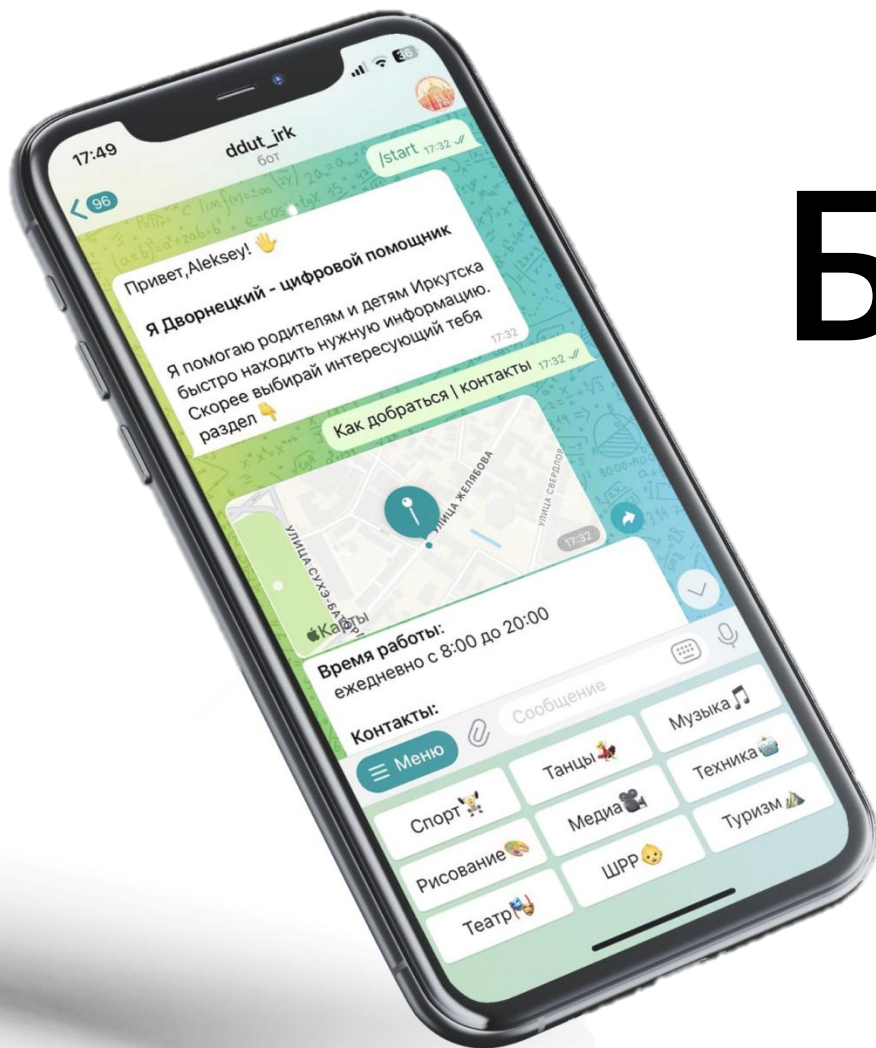 Б
17:49
36
96
ddut_irk
бот
/start 17:32
Привет,Aleksey! 👋
Я Дворнецкий - цифровой помощник
Я помогаю родителям и детям Иркутска
быстро находить нужную информацию.
Скорее выбирай интересующий тебя
раздел 👇
17:32
Как добраться | контакты 17:32
УЛИЦА СУХЭ-БАТОРА
УЛИЦА ЖЕЛЯБОВА
УЛИЦА СВЕРДЛОВ
17:32
Карты
Время работы:
ежедневно с 8:00 до 20:00
Контакты:
Меню
Сообщение
Спорт
Танцы
Музыка
Рисование
Медиа
Техника
Театр
ШРР
Туризм